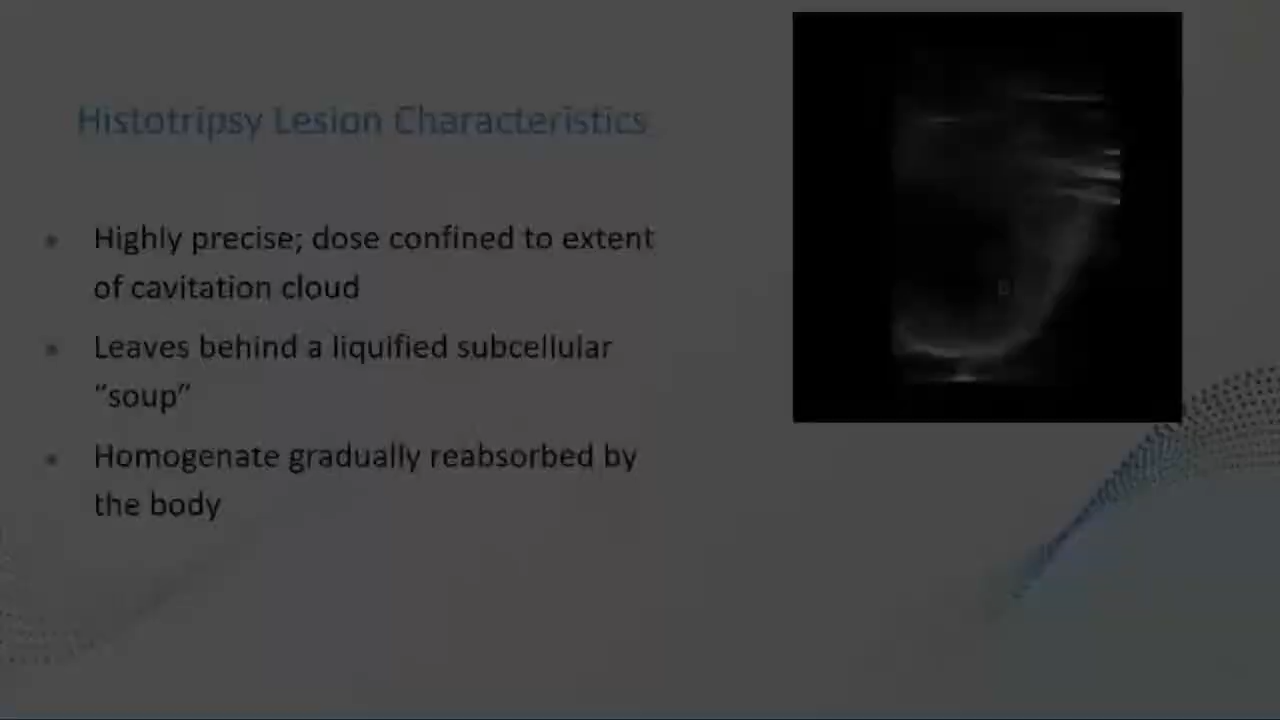 Histotripsy Lesion Characteristics
Highly precise; dose confined to extent
of cavitation cloud
Leaves behind a liquified subcellular
“soup”
Homogenate gradually reabsorbed by
the body